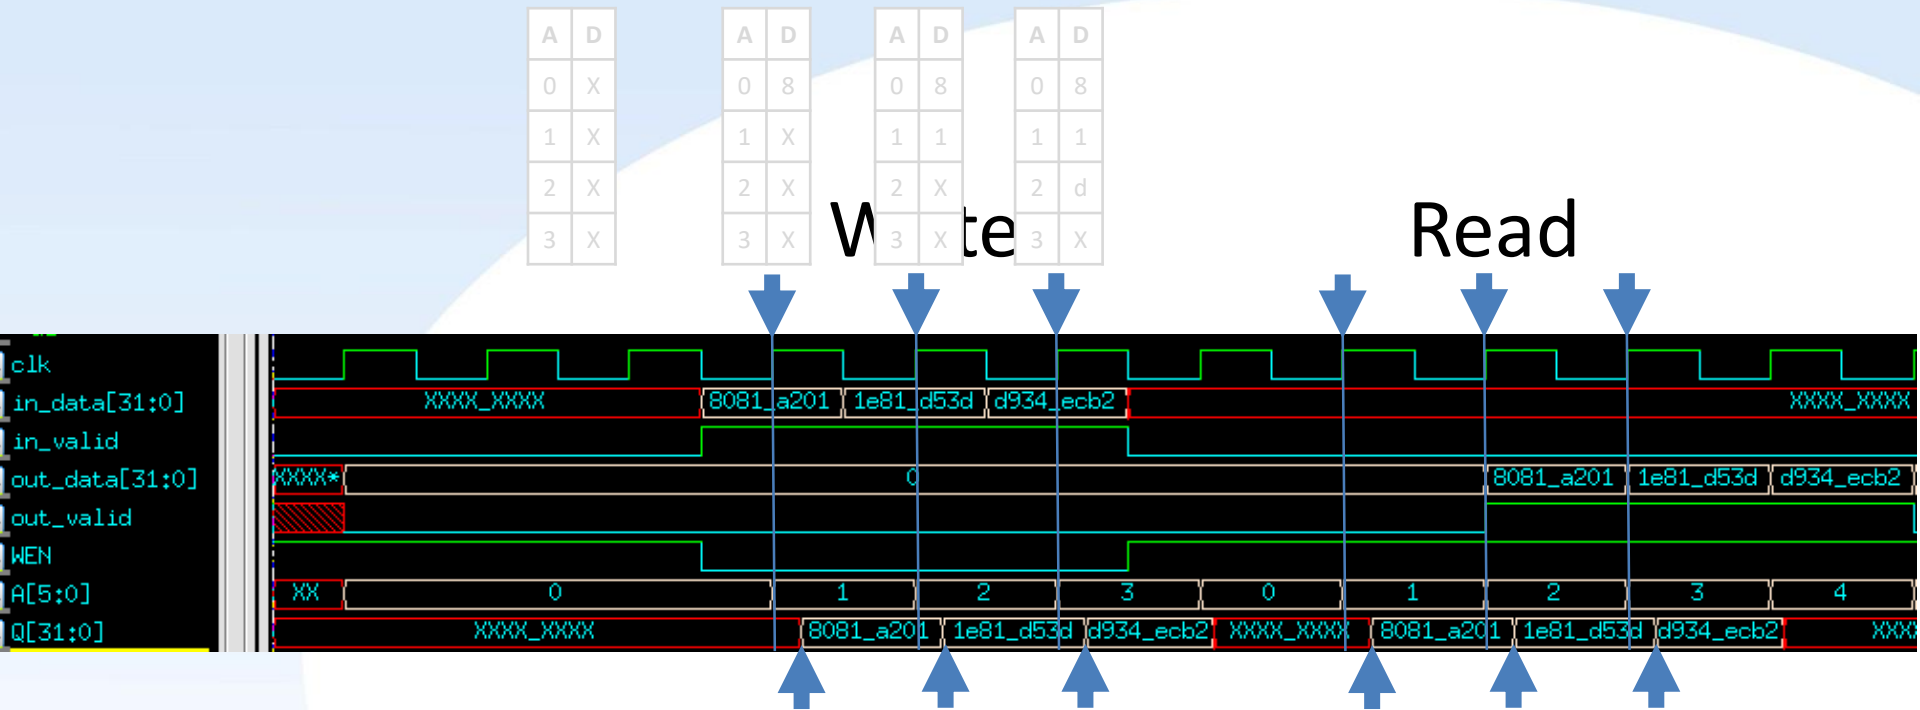 A D A D A D A D
0 X 0 8 0 8 0 8
1 X 1 X 1 1 1 1
2 X 2 X 2 X 2 d
3 X 3 X 3 X 3 X
Read
clk
in_data[31:0] XXXX_XXXX 8081_a201 1e81_d53d d934_ecb2 XXXX_XXXX
in_valid
out_data[31:0] XXXX* 0 8081_a201 1e81_d53d d934_ecb2
out_valid
WEN
A[5:0] XX 0 1 2 3 0 1 2 3 4
Q[31:0] XXXX_XXXX 8081_a201 1e81_d53d d934_ecb2 XXXX_XXXX 8081_a201 1e81_d53d d934_ecb2